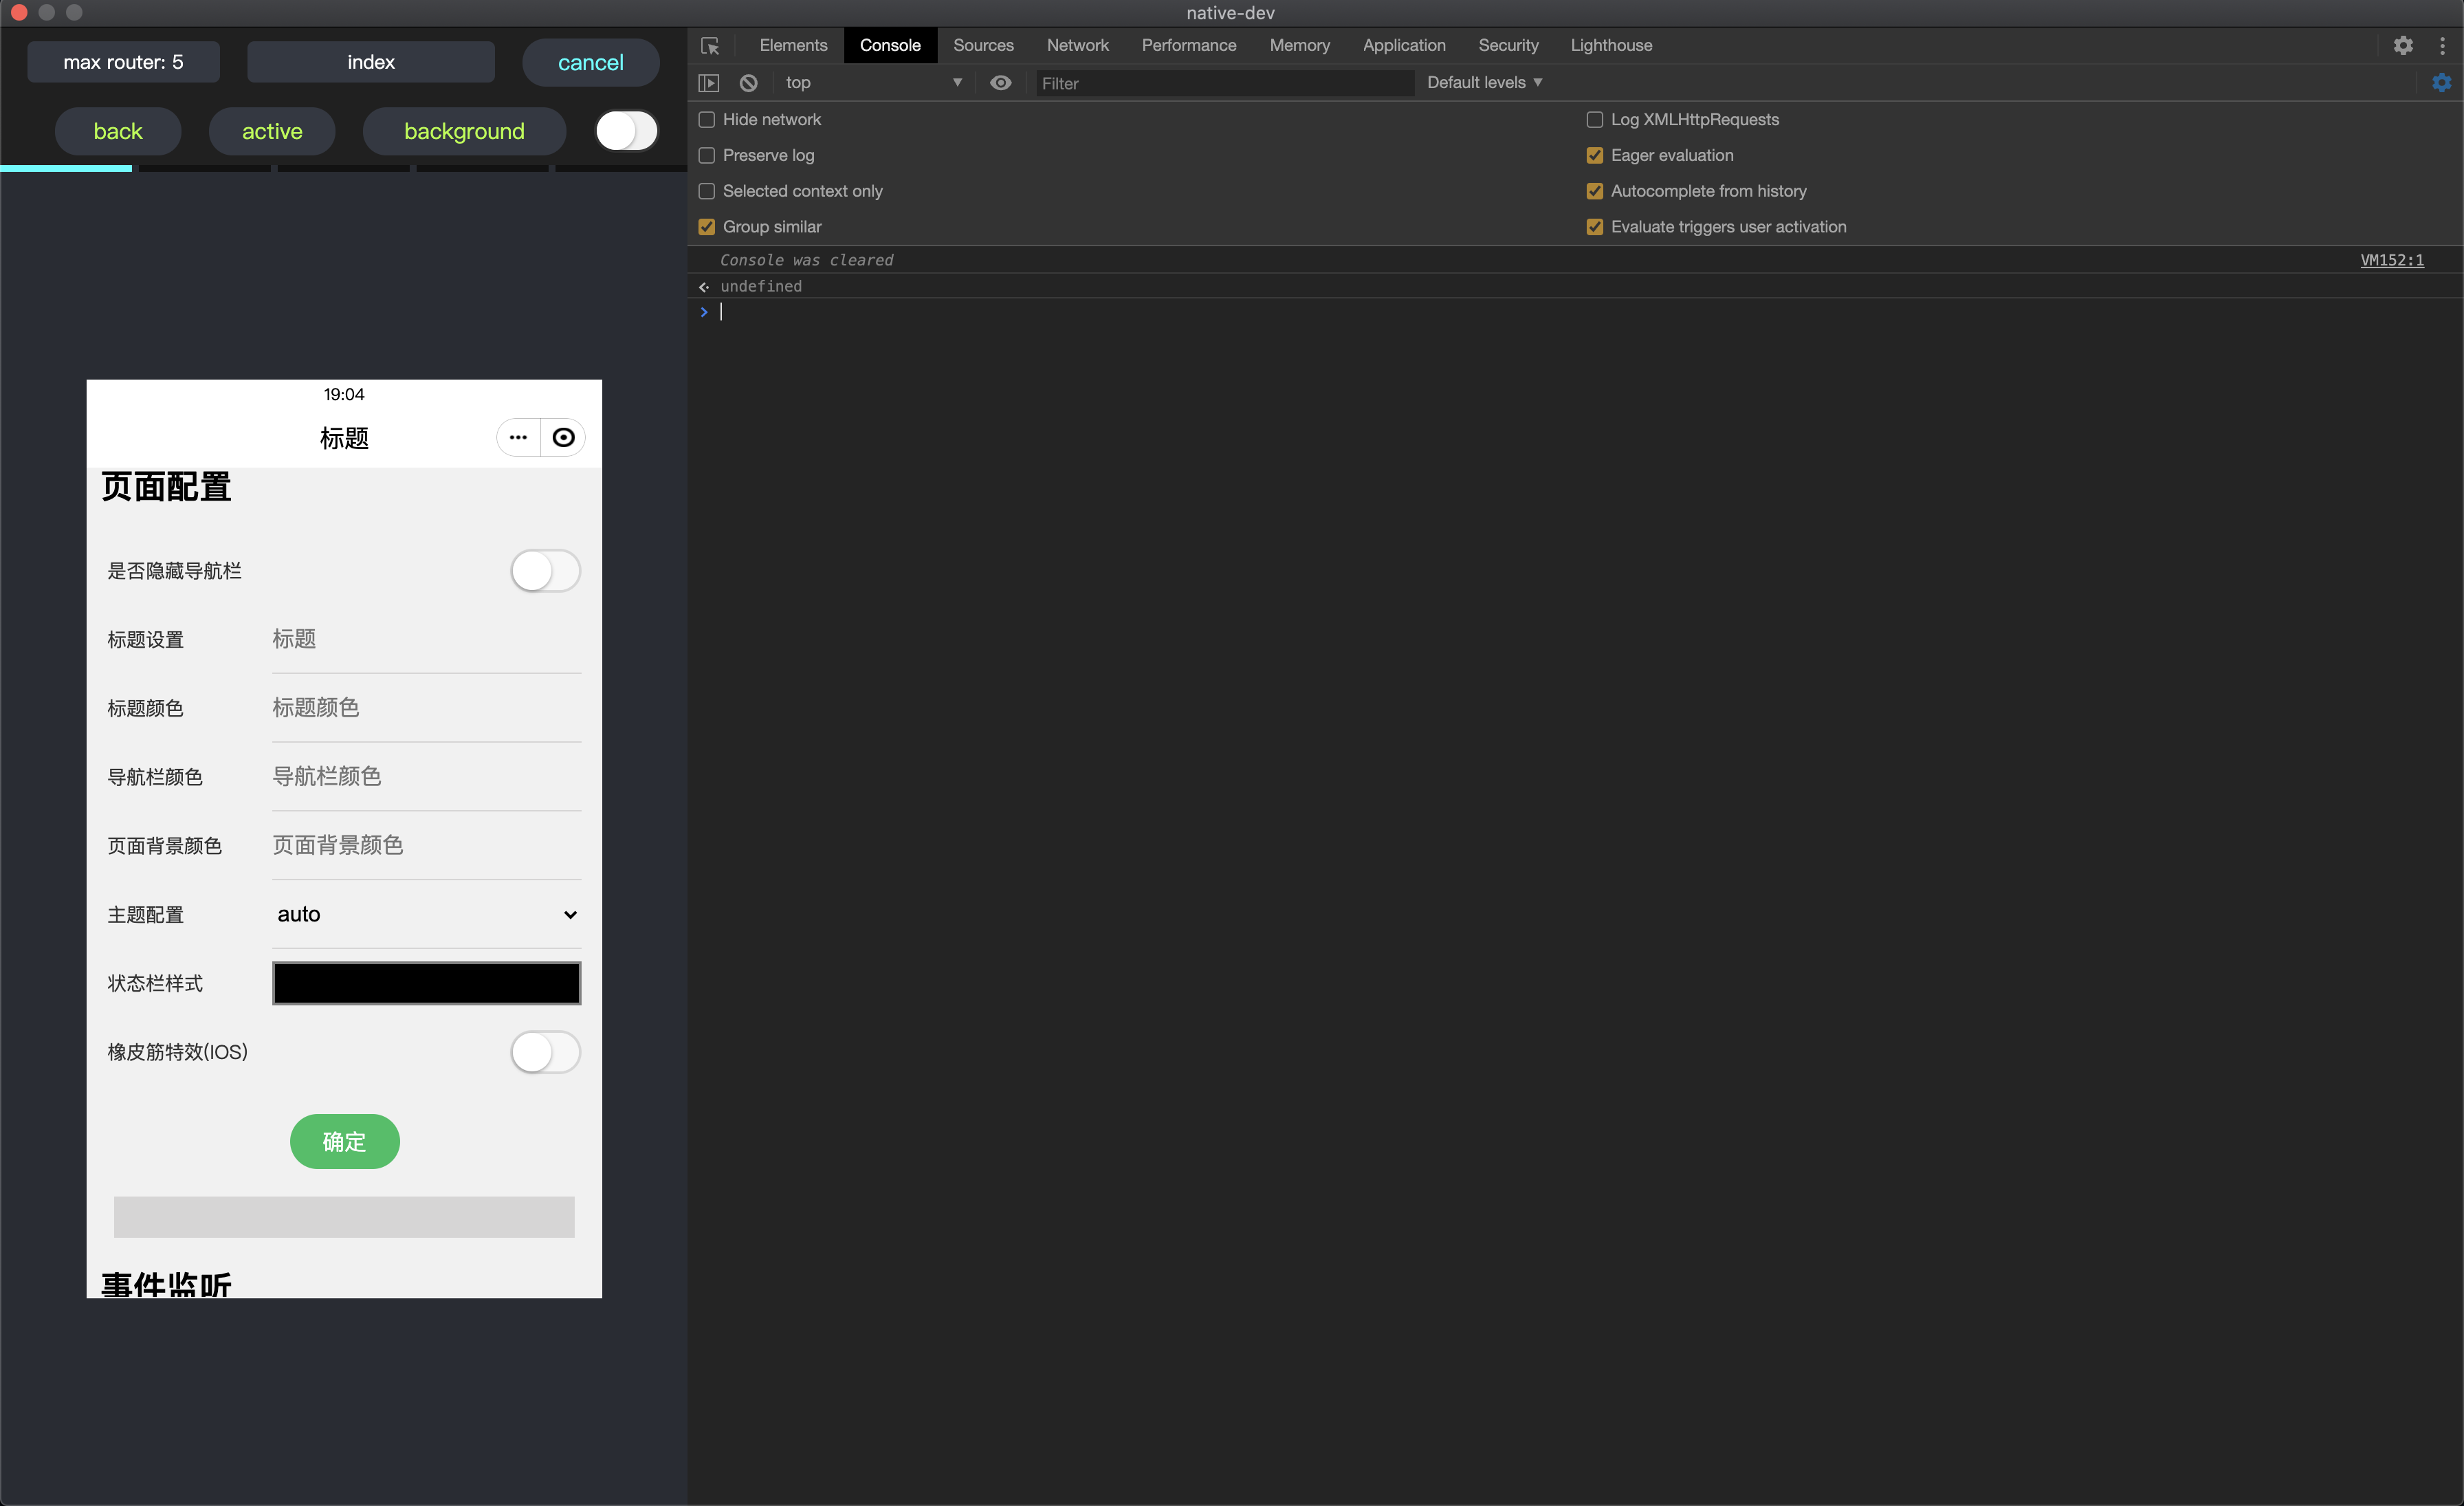 native-dev
max router: 5
index
cancel
back
active
background
19:04
标题
页面配置
是否隐藏导航栏
标题设置 标题
标题颜色 标题颜色
导航栏颜色 导航栏颜色
页面背景颜色 页面背景颜色
主题配置 auto
状态栏样式
橡皮筋特效(IOS)
确定
事件监听
Elements Console Sources Network Performance Memory Application Security Lighthouse
top Filter Default levels
Hide network Log XMLHttpRequests
Preserve log Eager evaluation
Selected context only Autocomplete from history
Group similar Evaluate triggers user activation
Console was cleared VM152:1
undefined